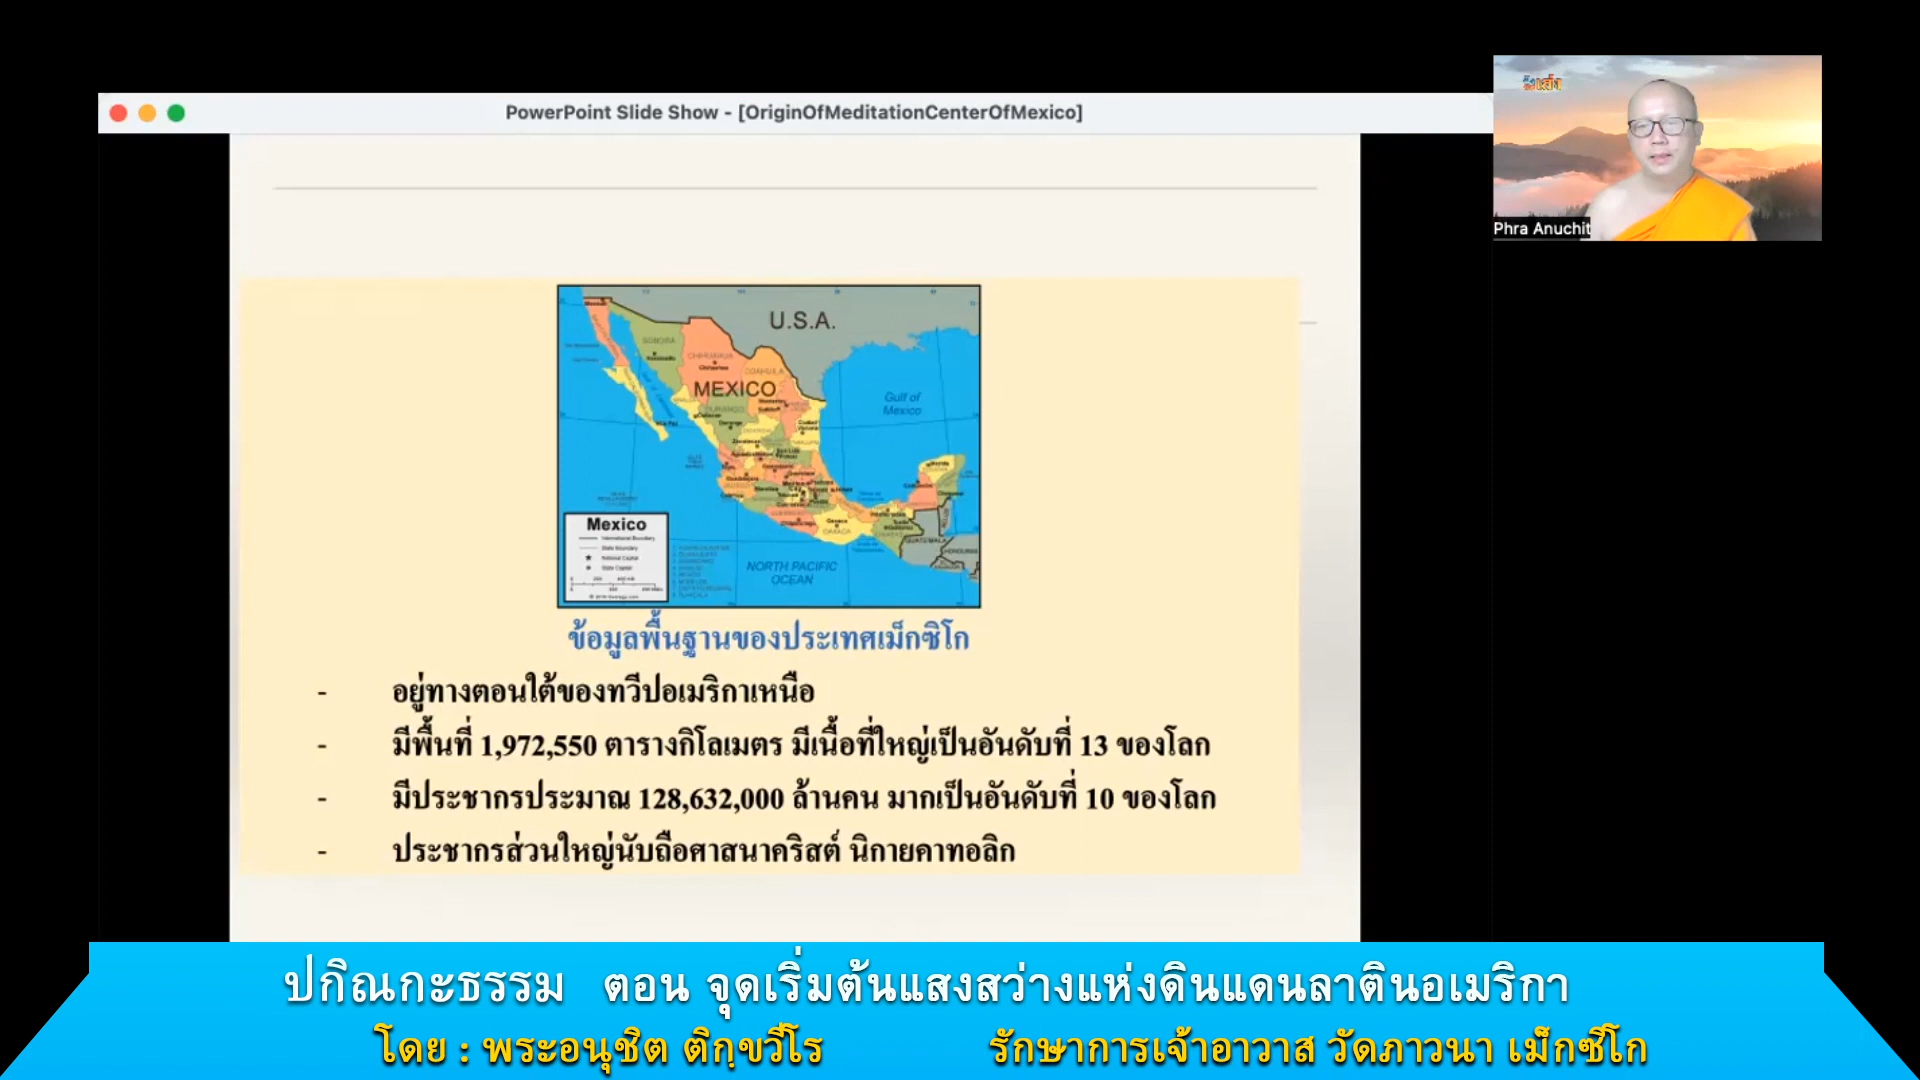 PowerPoint Slide Show - [OriginOfMeditationCenterOfMexico]
Phra Anuchit
U.S.A.
SONORA
CHIHUAHUA
Chihuahua
COAHUILA
MEXICO
DURANGO
Gulf of
Mexico
Mexico
International Boundary
State Boundary
National Capital
State Capital
OAXACA
GUATEMALA
HONDURAS
NORTH PACIFIC
OCEAN
ข้อมูลพื้นฐานของประเทศเม็กซิโก
- อยู่ทางตอนใต้ของทวีปอเมริกาเหนือ
- มีพื้นที่ 1,972,550 ตารางกิโลเมตร มีเนื้อที่ใหญ่เป็นอันดับที่ 13 ของโลก
- มีประชากรประมาณ 128,632,000 ล้านคน มากเป็นอันดับที่ 10 ของโลก
- ประชากรส่วนใหญ่นับถือศาสนาคริสต์ นิกายคาทอลิก
ปกิณกะธรรม ตอน จุดเริ่มต้นแสงสว่างแห่งดินแดนลาตินอเมริกา
โดย : พระอนุชิต ติกฺขวีโร รักษาการเจ้าอาวาส วัดภาวนา เม็กซิโก